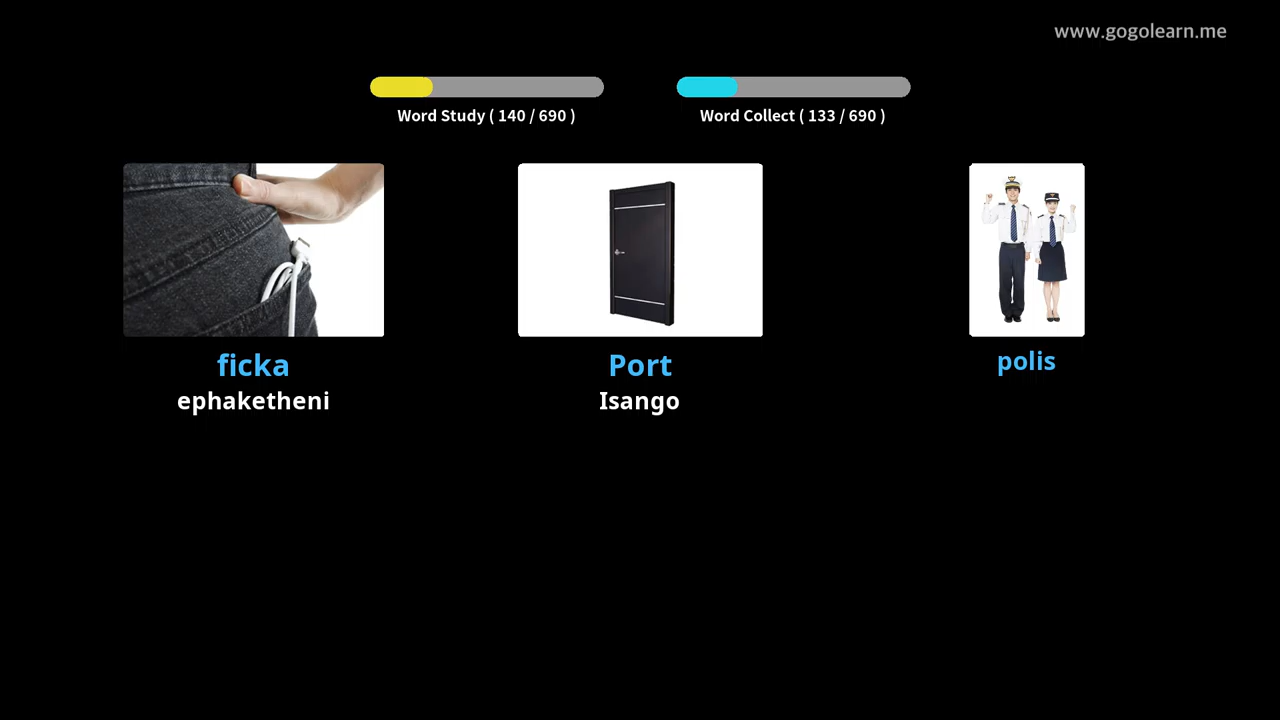 www.gogolearn.me
Word Study ( 140 / 690 )
Word Collect ( 133 / 690 )
ficka
ephaketheni
Port
Isango
polis